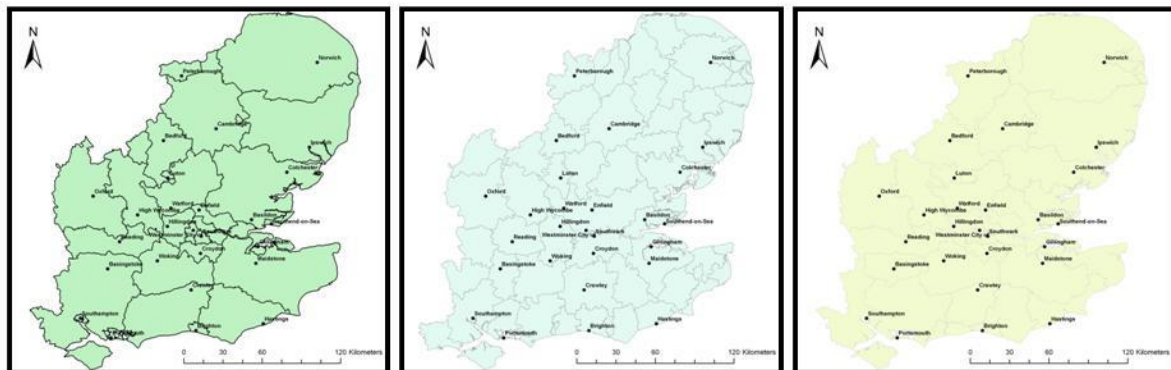 N
Norwich
Peterborough
Cambridge
Bedford
Ipswich
Luton
Colchester
Oxford
Watford
Enfield
High Wycombe
Basildon
Hillingdon
Southend-on-Sea
Reading
Croydon
Woking
Maidstone
Basingstoke
Crawley
Southampton
Brighton
Hastings
0 30 60 120 Kilometers
N
Norwich
Peterborough
Cambridge
Bedford
Ipswich
Luton
Colchester
Oxford
Watford
Enfield
High Wycombe
Basildon
Hillingdon
Southend-on-Sea
Westminster City
Southwark
Reading
Croydon
Gillingham
Woking
Maidstone
Basingstoke
Crawley
Southampton
Portsmouth
Brighton
Hastings
0 30 60 120 Kilometers
N
Norwich
Peterborough
Cambridge
Bedford
Ipswich
Luton
Colchester
Oxford
Watford
Enfield
High Wycombe
Basildon
Hillingdon
Southend-on-Sea
Westminster City
Southwark
Reading
Croydon
Gillingham
Woking
Maidstone
Basingstoke
Crawley
Southampton
Portsmouth
Brighton
Hastings
0 30 60 120 Kilometers